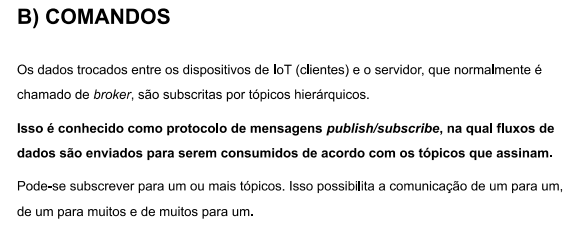 B) COMANDOS
Os dados trocados entre os dispositivos de IoT (clientes) e o servidor, que normalmente é
chamado de broker, são subscritas por tópicos hierárquicos.
Isso é conhecido como protocolo de mensagens publish/subscribe, na qual fluxos de
dados são enviados para serem consumidos de acordo com os tópicos que assinam.
Pode-se subscrever para um ou mais tópicos. Isso possibilita a comunicação de um para um,
de um para muitos e de muitos para um.